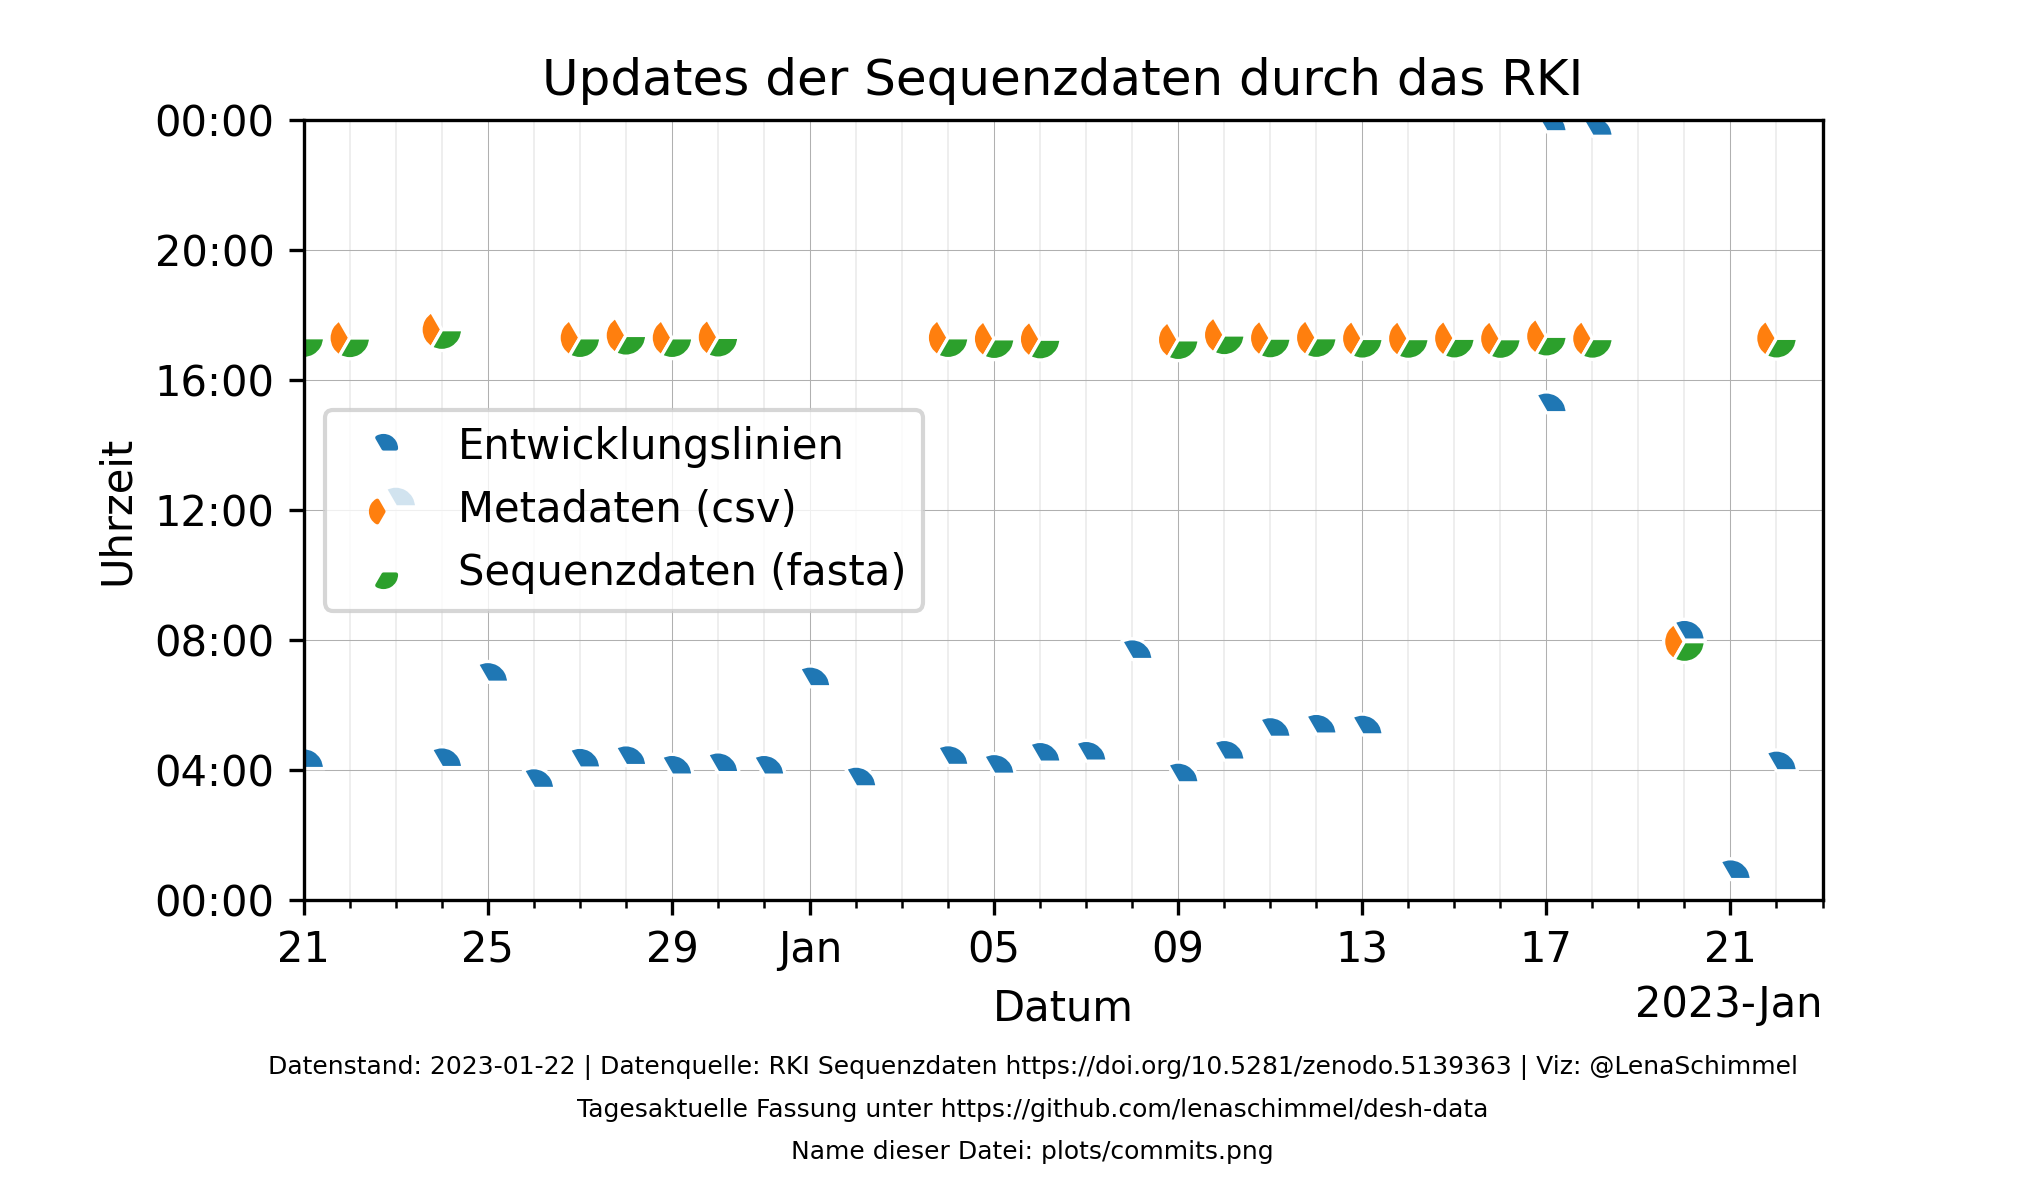 Updates der Sequenzdaten durch das RKI
00:00
20:00
16:00
12:00
08:00
04:00
00:00
Uhrzeit
Entwicklungslinien
Metadaten (csv)
Sequenzdaten (fasta)
21 25 29 Jan 05 09 13 17 21
Datum
2023-Jan
Datenstand: 2023-01-22 | Datenquelle: RKI Sequenzdaten https://doi.org/10.5281/zenodo.5139363 | Viz: @LenaSchimmel
Tagesaktuelle Fassung unter https://github.com/lenaschimmel/desh-data
Name dieser Datei: plots/commits.png